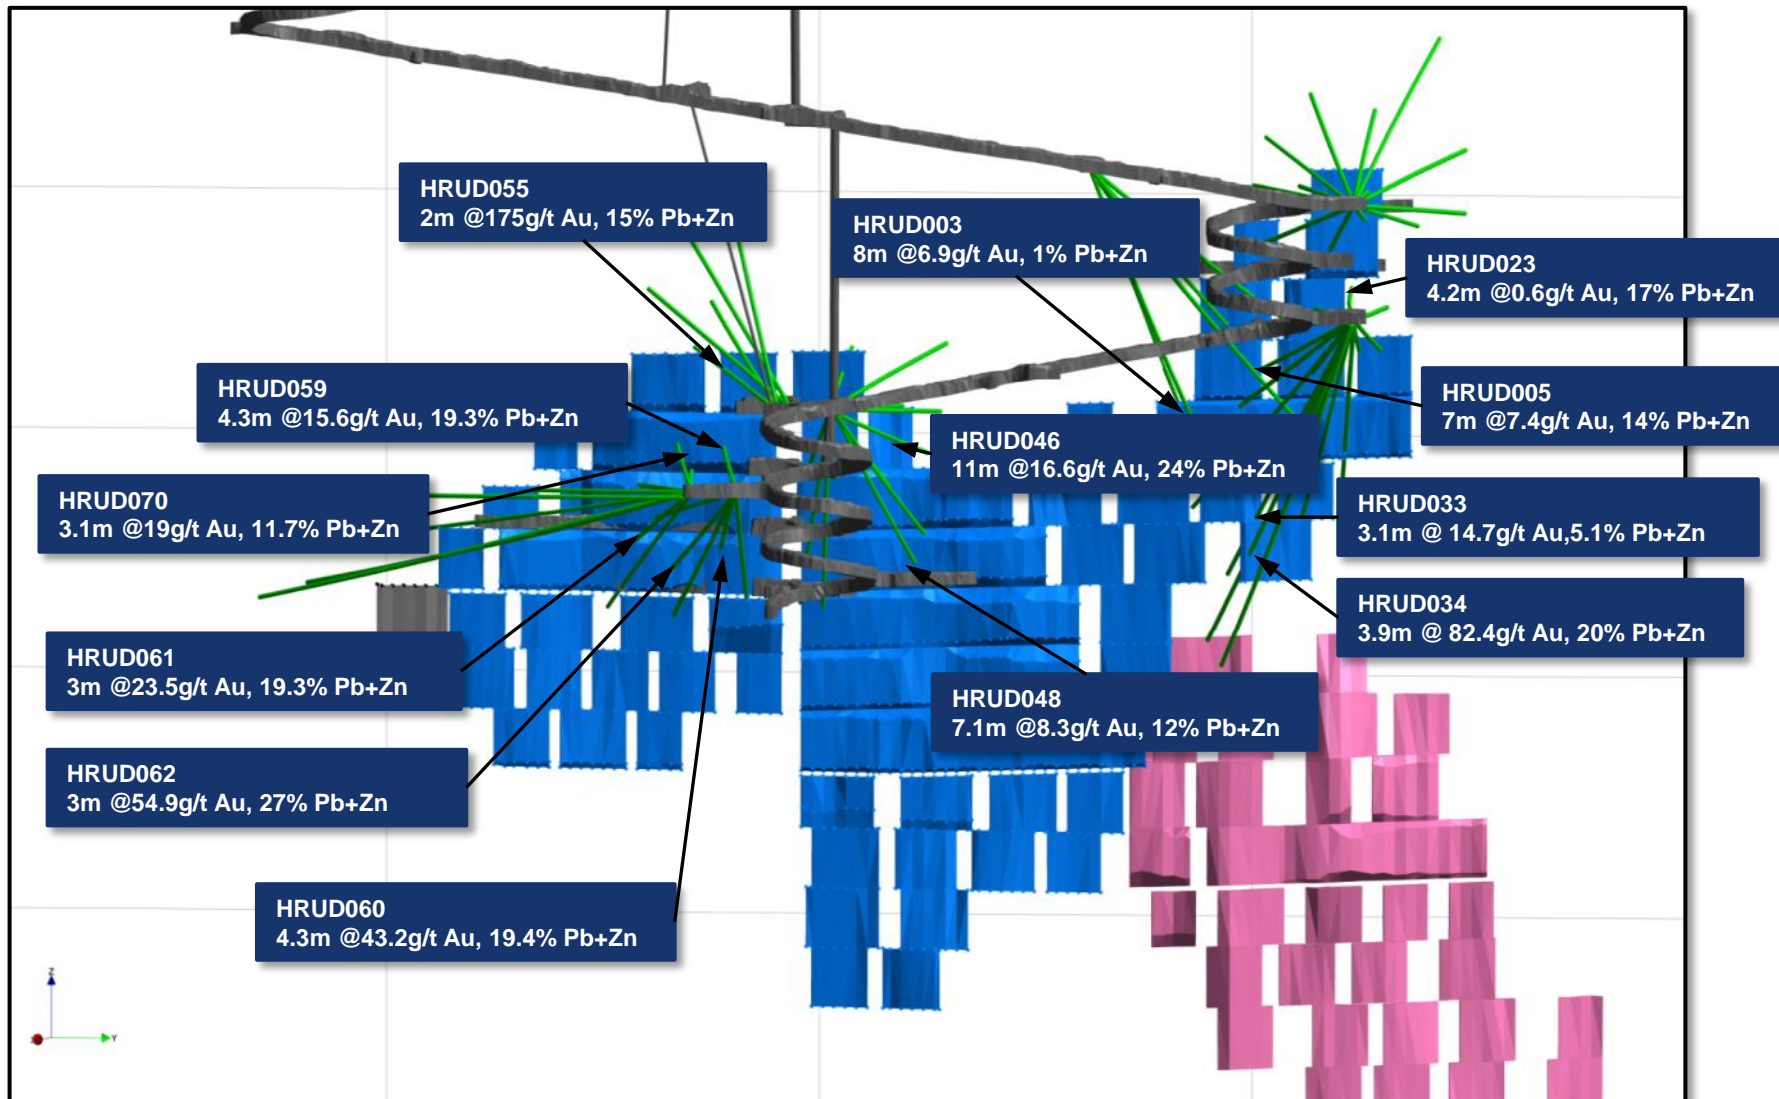 HRUD055
2m @175g/t Au, 15% Pb+Zn
HRUD003
8m @6.9g/t Au, 1% Pb+Zn
HRUD023
4.2m @0.6g/t Au, 17% Pb+Zn
HRUD059
4.3m @15.6g/t Au, 19.3% Pb+Zn
HRUD005
7m @7.4g/t Au, 14% Pb+Zn
HRUD046
11m @16.6g/t Au, 24% Pb+Zn
HRUD070
3.1m @19g/t Au, 11.7% Pb+Zn
HRUD033
3.1m @ 14.7g/t Au,5.1% Pb+Zn
HRUD034
3.9m @ 82.4g/t Au, 20% Pb+Zn
HRUD061
3m @23.5g/t Au, 19.3% Pb+Zn
HRUD048
7.1m @8.3g/t Au, 12% Pb+Zn
HRUD062
3m @54.9g/t Au, 27% Pb+Zn
HRUD060
4.3m @43.2g/t Au, 19.4% Pb+Zn
Z
Y